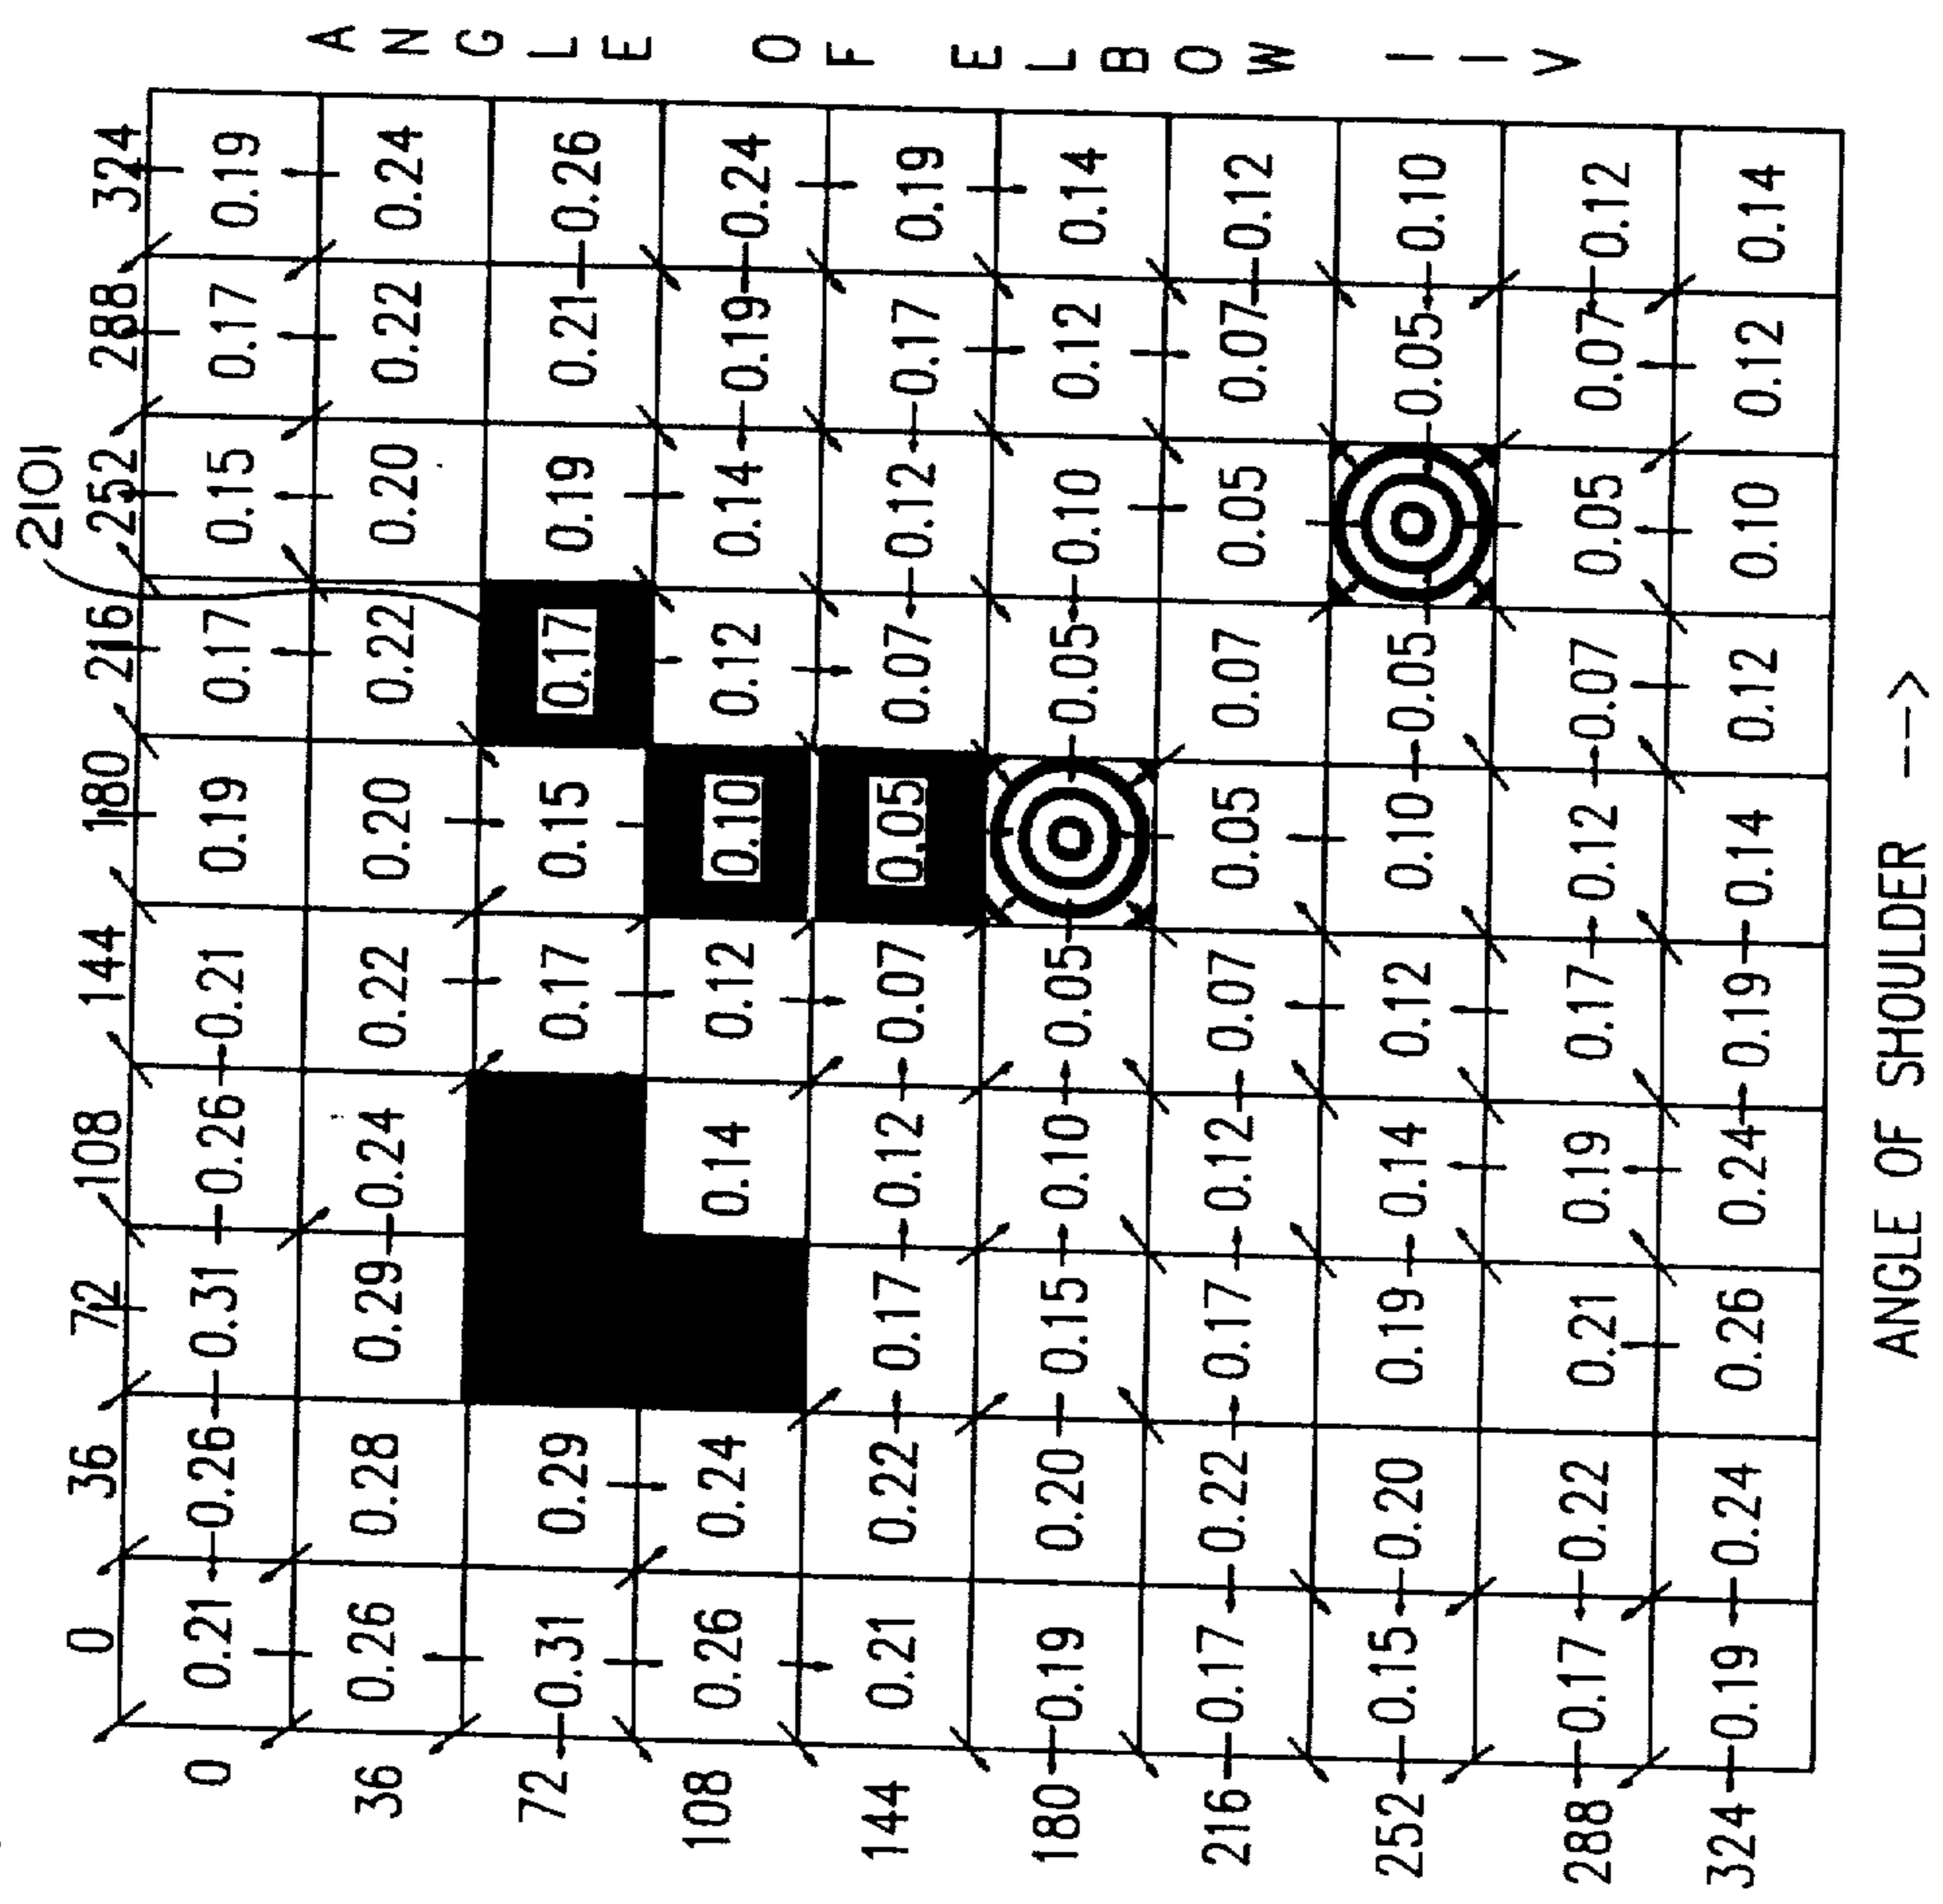 2101
0 36 72 108 144 180 216 252 288 324
0 0.21 0.26 0.31 0.26 0.21 0.19 0.17 0.15 0.17 0.19
36 0.26 0.28 0.29 0.24 0.22 0.20 0.22 0.20 0.22 0.24
72 0.31 0.29 0.17 0.15 0.17 0.19 0.21 0.26
108 0.26 0.24 0.14 0.12 0.10 0.12 0.14 0.19 0.24
144 0.21 0.22 0.17 0.12 0.07 0.05 0.07 0.12 0.17 0.19
180 0.19 0.20 0.15 0.10 0.05 0.05 0.10 0.12 0.14
216 0.17 0.22 0.17 0.12 0.07 0.05 0.07 0.05 0.07 0.12
252 0.15 0.20 0.19 0.14 0.12 0.10 0.05 0.05 0.10
288 0.17 0.22 0.21 0.19 0.17 0.12 0.07 0.05 0.07 0.12
324 0.19 0.24 0.26 0.24 0.19 0.14 0.12 0.10 0.12 0.14
ANGLE OF ELBOW | | V
ANGLE OF SHOULDER -->